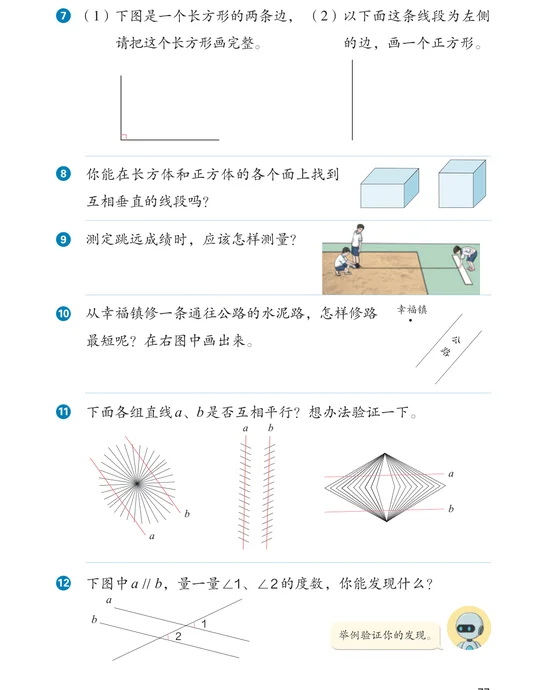 7 （1）下图是一个长方形的两条边，
请把这个长方形画完整。
（2）以下面这条线段为左侧
的边，画一个正方形。
8 你能在长方体和正方体的各个面上找到
互相垂直的线段吗？
9 测定跳远成绩时，应该怎样测量？
10 从幸福镇修一条通往公路的水泥路，怎样修路
最短呢？在右图中画出来。
幸福镇
公路
11 下面各组直线a、b是否互相平行？想办法验证一下。
a
b
a b
a
b
12 下图中a // b，量一量∠1、∠2的度数，你能发现什么？
a
b
1
2
举例验证你的发现。